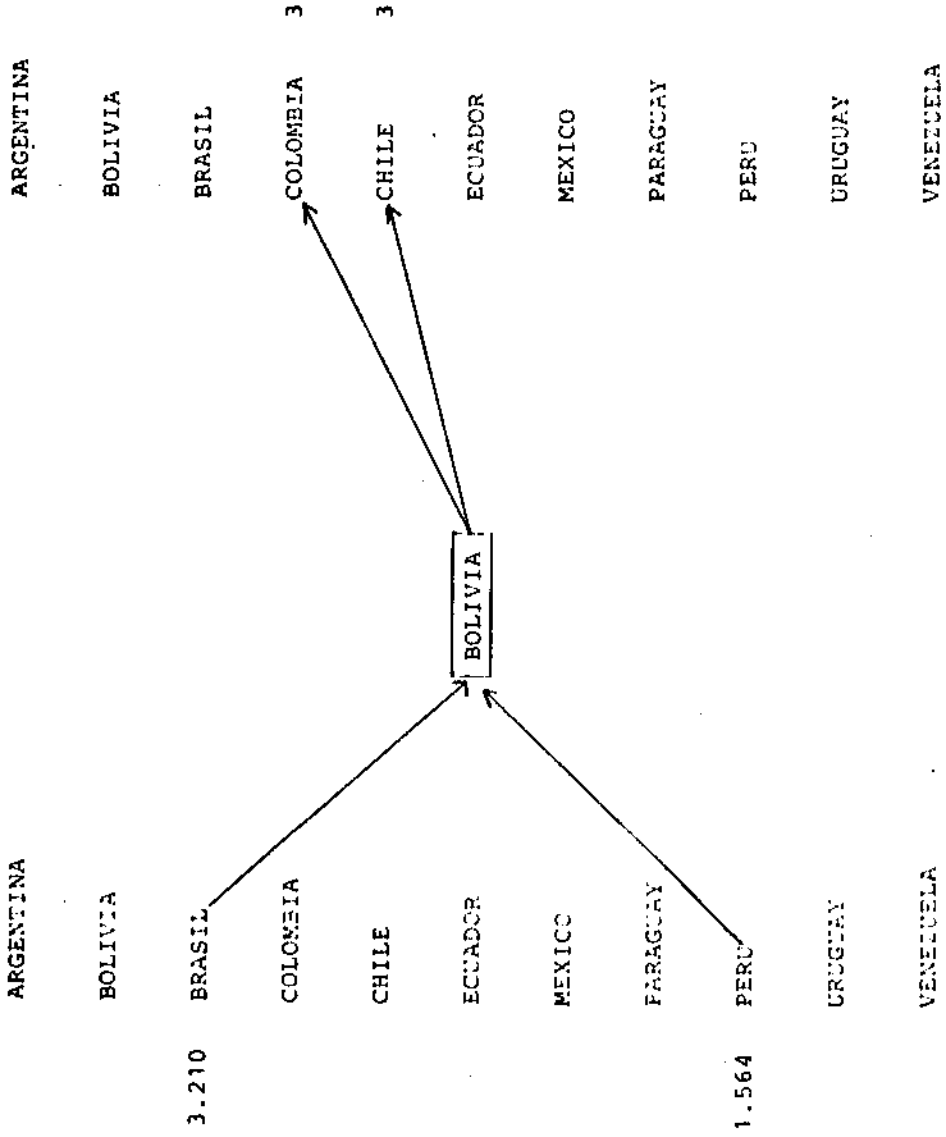 ARGENTINA ARGENTINA
BOLIVIA BOLIVIA
3.210 BRASIL BRASIL
COLOMBIA COLOMBIA 3
CHILE CHILE 3
ECUADOR BOLIVIA ECUADOR
MEXICO MEXICO
PARAGUAY PARAGUAY
1.564 PERU PERU
URUGUAY URUGUAY
VENEZUELA VENEZUELA